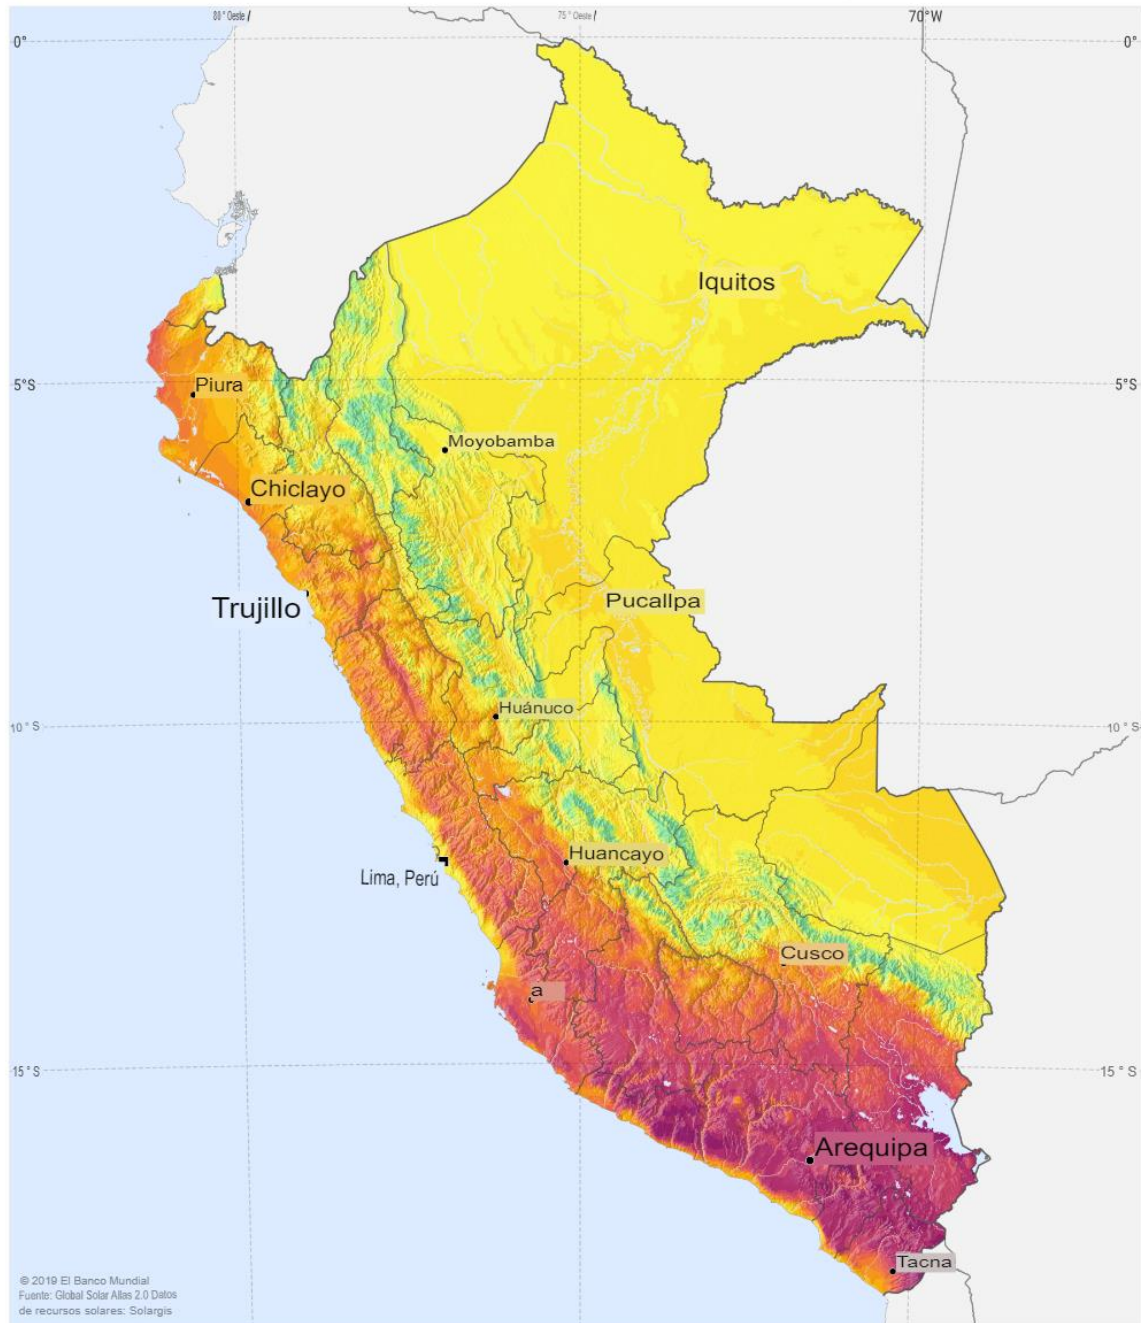 80 ° Oeste
75 ° Oeste
70°W
0°
0°
Iquitos
5°S
5°S
Piura
Moyobamba
Chiclayo
Trujillo
Pucallpa
Huánuco
10 ° S
10 ° S
Huancayo
Lima, Perú
Cusco
a
15 ° S
15 ° S
Arequipa
Tacna
© 2019 El Banco Mundial
Fuente: Global Solar Atlas 2.0 Datos
de recursos solares: Solargis